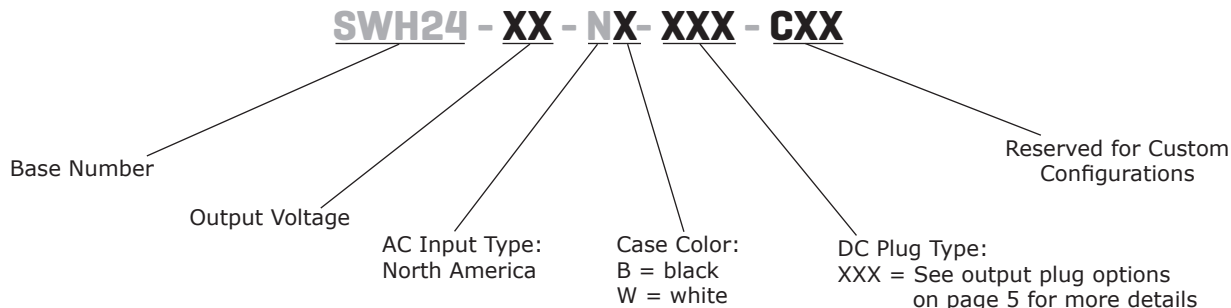 SWH24 - XX - NX- XXX - CXX
Base Number
Output Voltage
AC Input Type:
North America
Case Color:
B = black
W = white
DC Plug Type:
XXX = See output plug options
on page 5 for more details
Reserved for Custom
Configurations